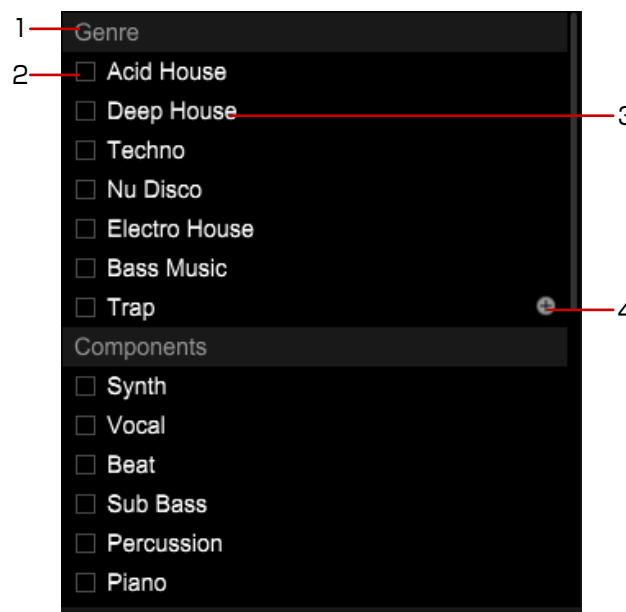 1 Genre
2 Acid House
Deep House 3
Techno
Nu Disco
Electro House
Bass Music
Trap 4
Components
Synth
Vocal
Beat
Sub Bass
Percussion
Piano